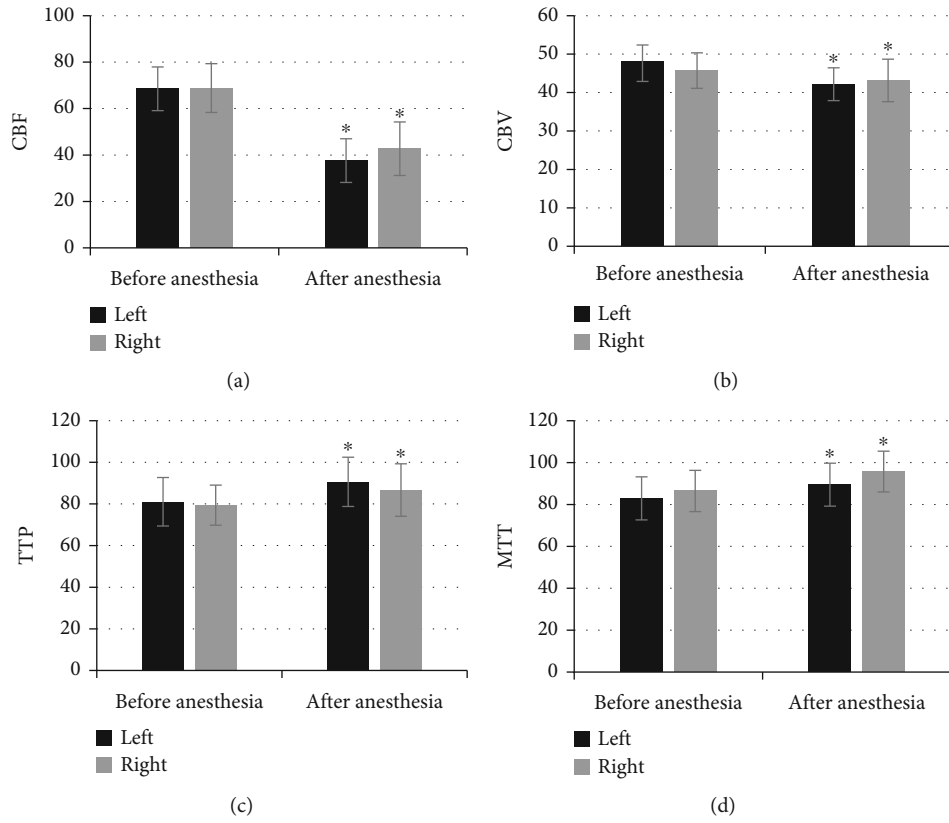 100
80
60
40
20
0
CBF
* *
Before anesthesia After anesthesia
Left
Right
(a)
60
50
40
30
20
10
0
CBV
* *
Before anesthesia After anesthesia
Left
Right
(b)
120
100
80
60
40
20
0
TTP
* *
Before anesthesia After anesthesia
Left
Right
(c)
120
100
80
60
40
20
0
MTT
* *
Before anesthesia After anesthesia
Left
Right
(d)